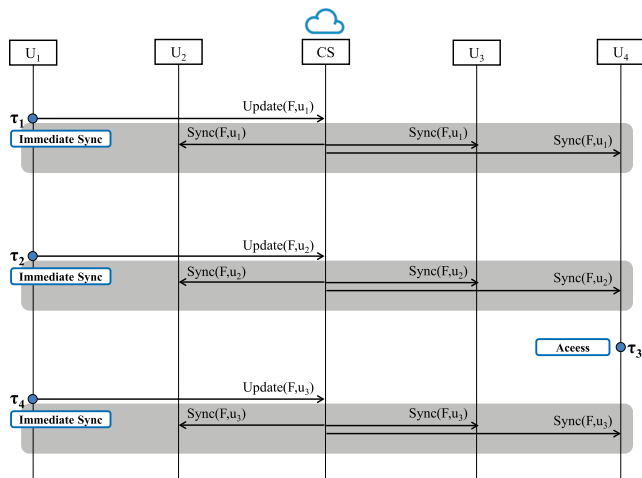 U₁ U₂ CS U₃ U₄
τ₁ Update(F,u₁)
Immediate Sync Sync(F,u₁) Sync(F,u₁) Sync(F,u₁)
τ₂ Update(F,u₂)
Immediate Sync Sync(F,u₂) Sync(F,u₂) Sync(F,u₂)
Aceess τ₃
τ₄ Update(F,u₃)
Immediate Sync Sync(F,u₃) Sync(F,u₃) Sync(F,u₃)